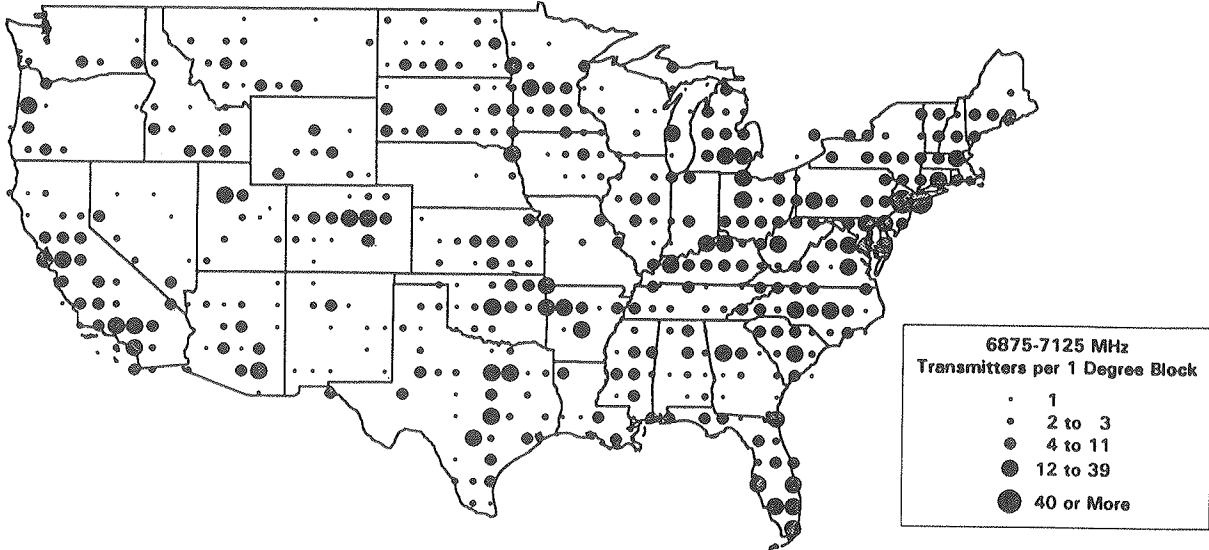 6875-7125 MHz
Transmitters per 1 Degree Block
1
2 to 3
4 to 11
12 to 39
40 or More